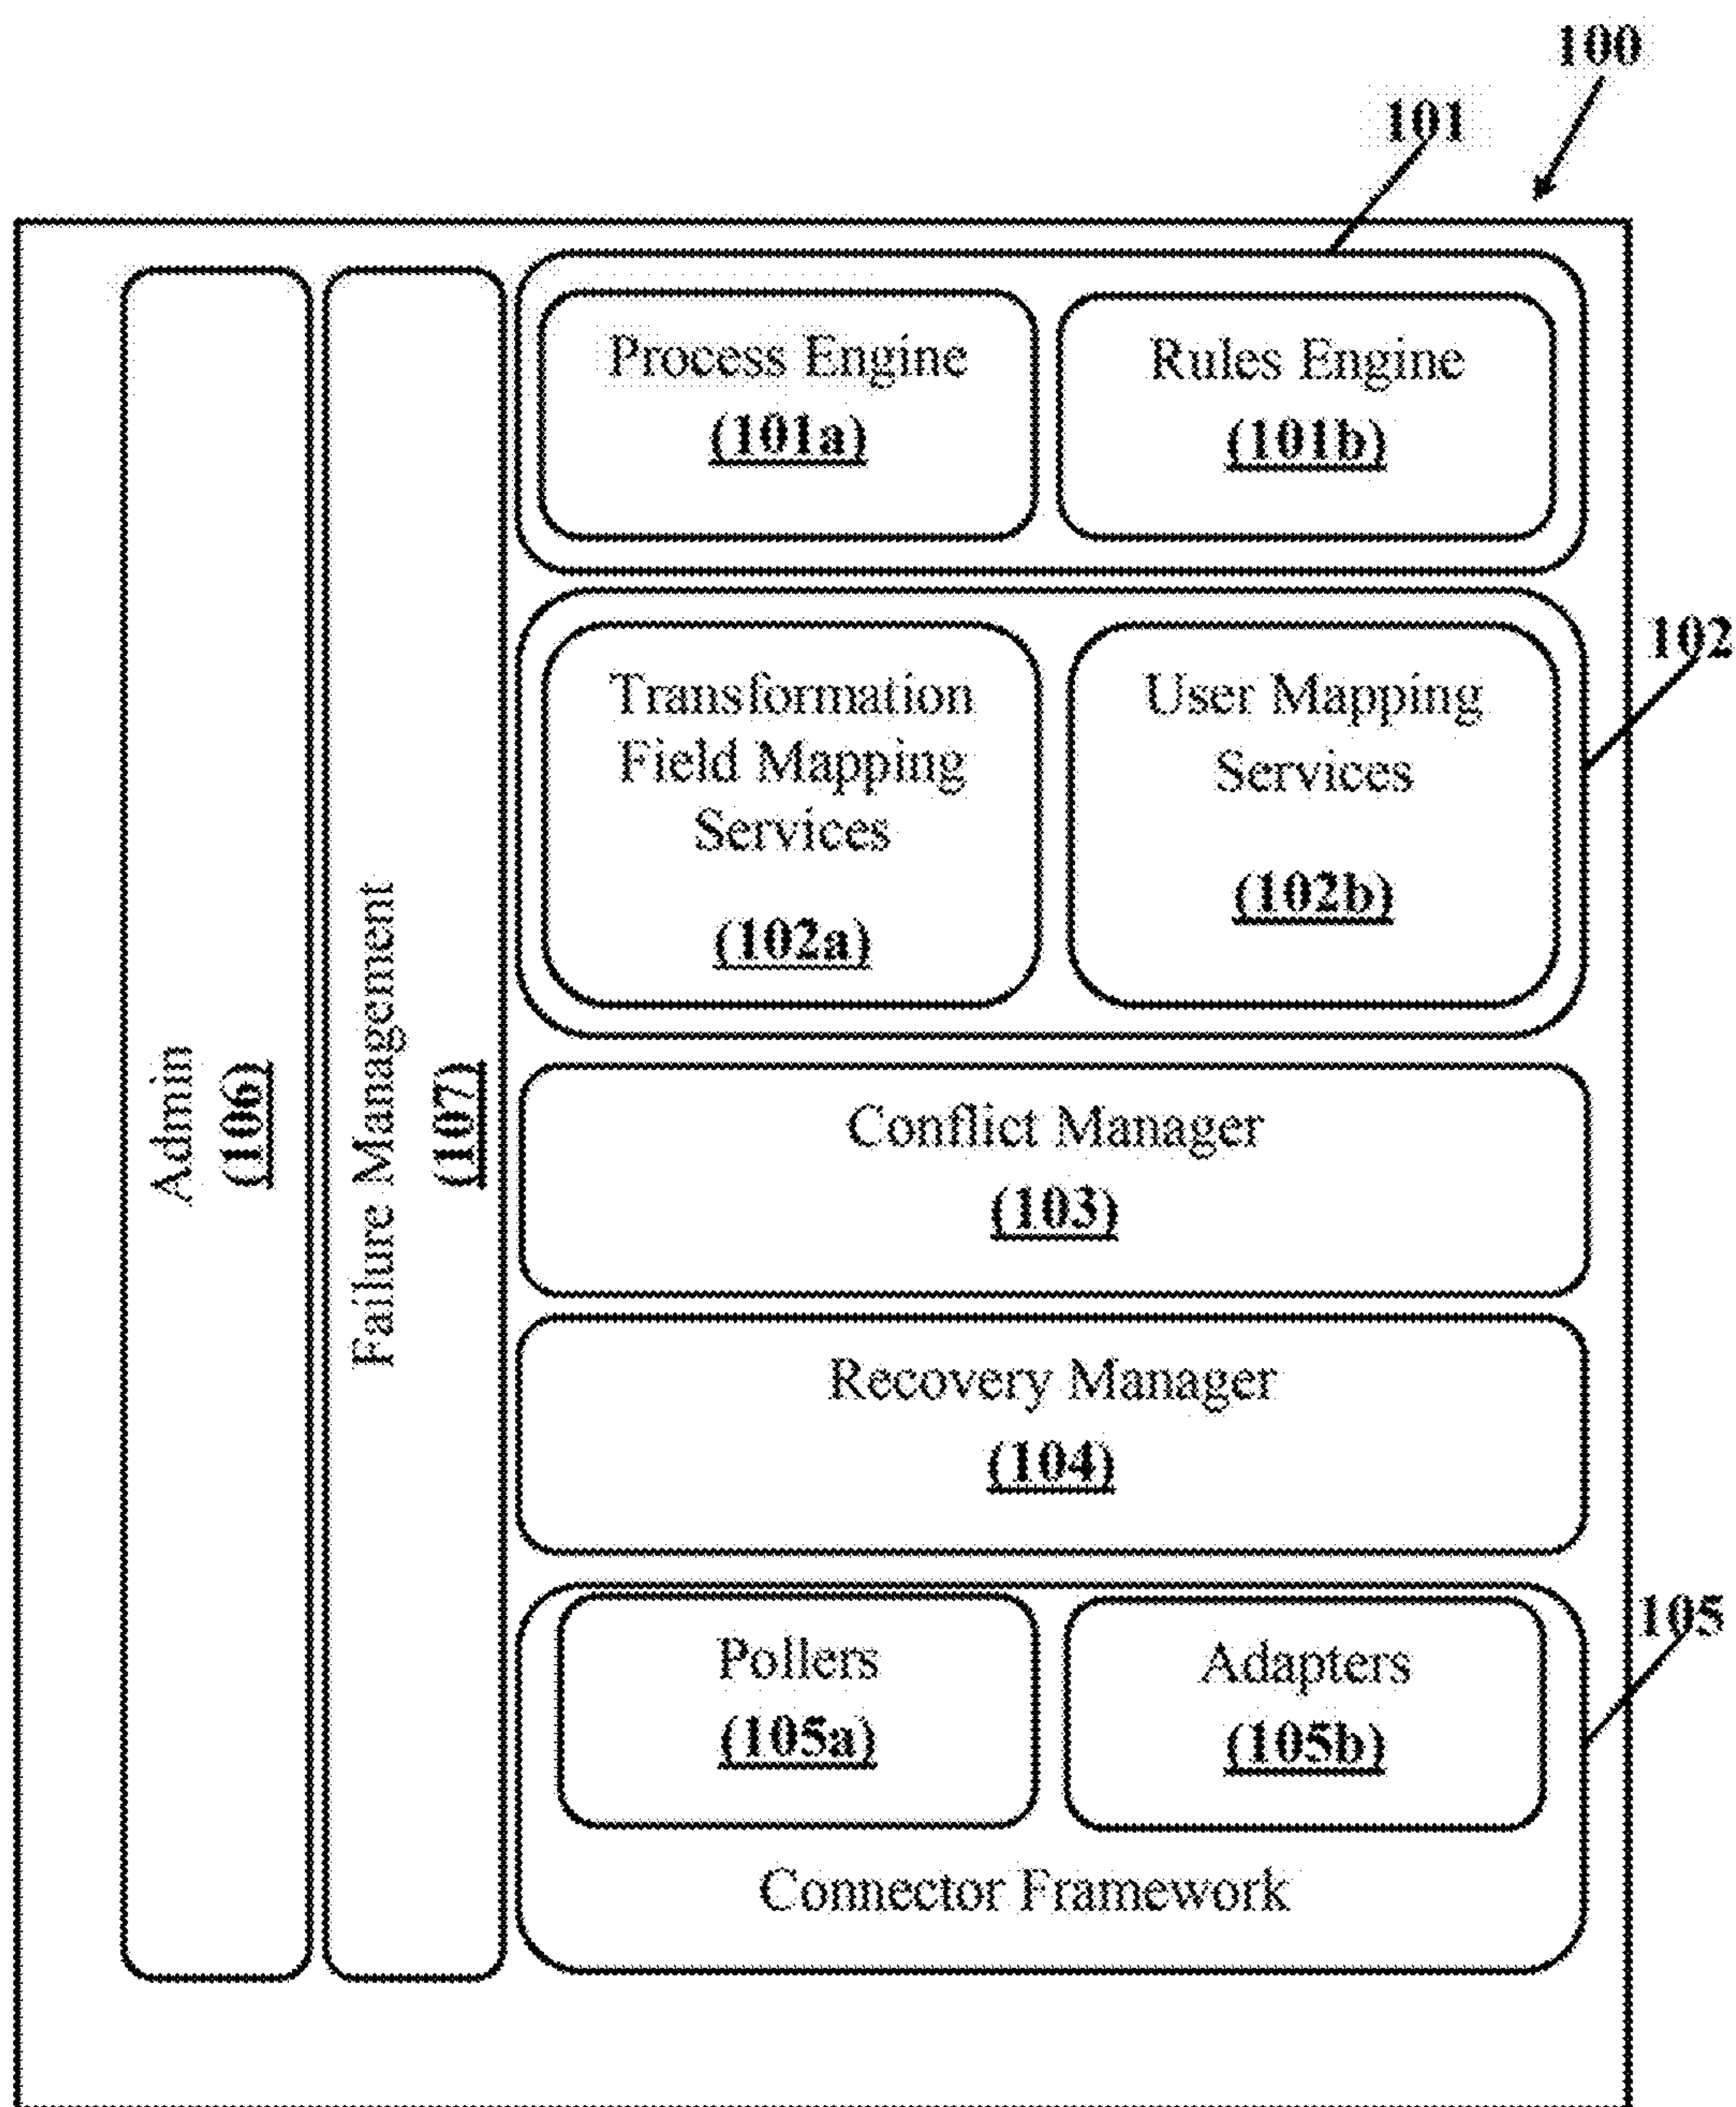 100
101
Process Engine
(101a)
Rules Engine
(101b)
Transformation
Field Mapping
Services
(102a)
User Mapping
Services
(102b)
102
Conflict Manager
(103)
Recovery Manager
(104)
Pollers
(105a)
Adapters
(105b)
105
Connector Framework
Admin
(106)
Failure Management
(107)